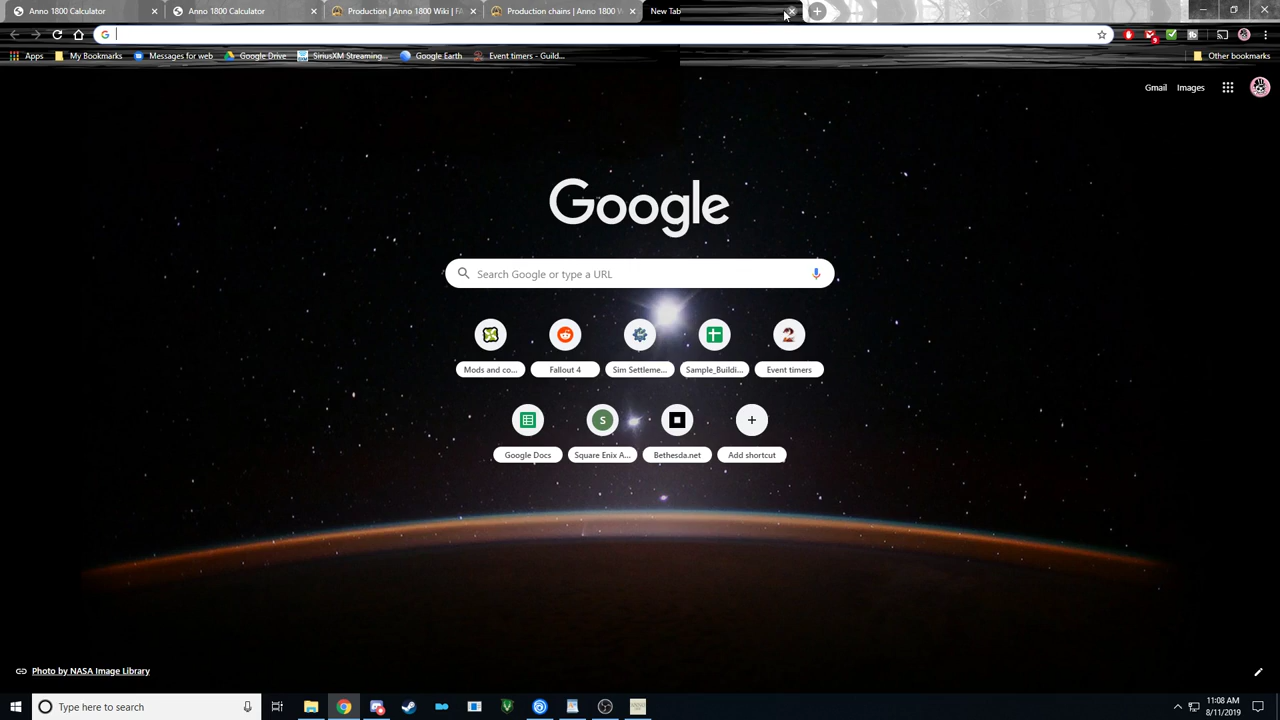 Anno 1800 Calculator
Anno 1800 Calculator
Production | Anno 1800 Wiki | FA
Production chains | Anno 1800 W
New Tab
Apps
My Bookmarks
Messages for web
Google Drive
SiriusXM Streaming...
Google Earth
Event timers - Guild...
Other bookmarks
Gmail
Images
Google
Search Google or type a URL
Mods and co...
Fallout 4
Sim Settleme...
Sample_Buildi...
Event timers
Google Docs
S
Square Enix A...
Bethesda.net
Add shortcut
Photo by NASA Image Library
Type here to search
11:08 AM
8/11/2019